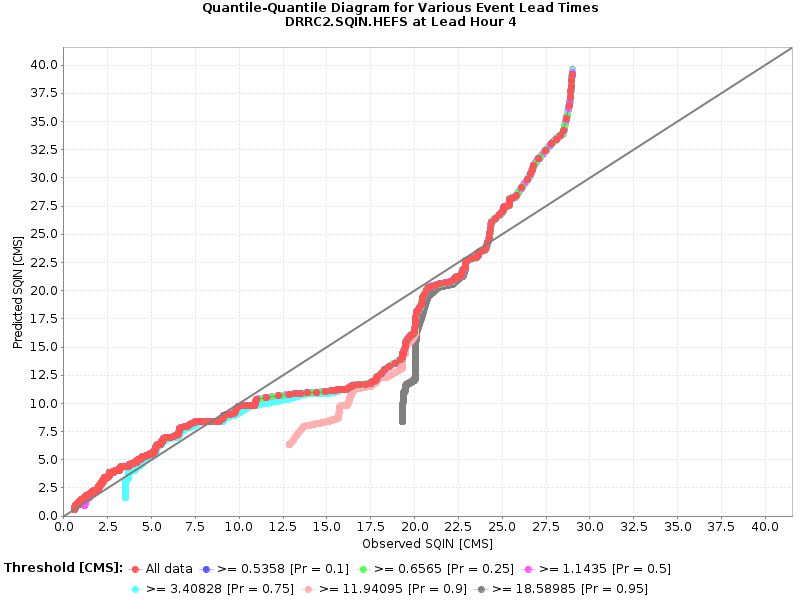 Quantile-Quantile Diagram for Various Event Lead Times
DRRC2.SQIN.HEFS at Lead Hour 4
Predicted SQIN [CMS]
40.0
37.5
35.0
32.5
30.0
27.5
25.0
22.5
20.0
17.5
15.0
12.5
10.0
7.5
5.0
2.5
0.0
0.0 2.5 5.0 7.5 10.0 12.5 15.0 17.5 20.0 22.5 25.0 27.5 30.0 32.5 35.0 37.5 40.0
Observed SQIN [CMS]
Threshold [CMS]: All data >= 0.5358 [Pr = 0.1] >= 0.6565 [Pr = 0.25] >= 1.1435 [Pr = 0.5]
>= 3.40828 [Pr = 0.75] >= 11.94095 [Pr = 0.9] >= 18.58985 [Pr = 0.95]